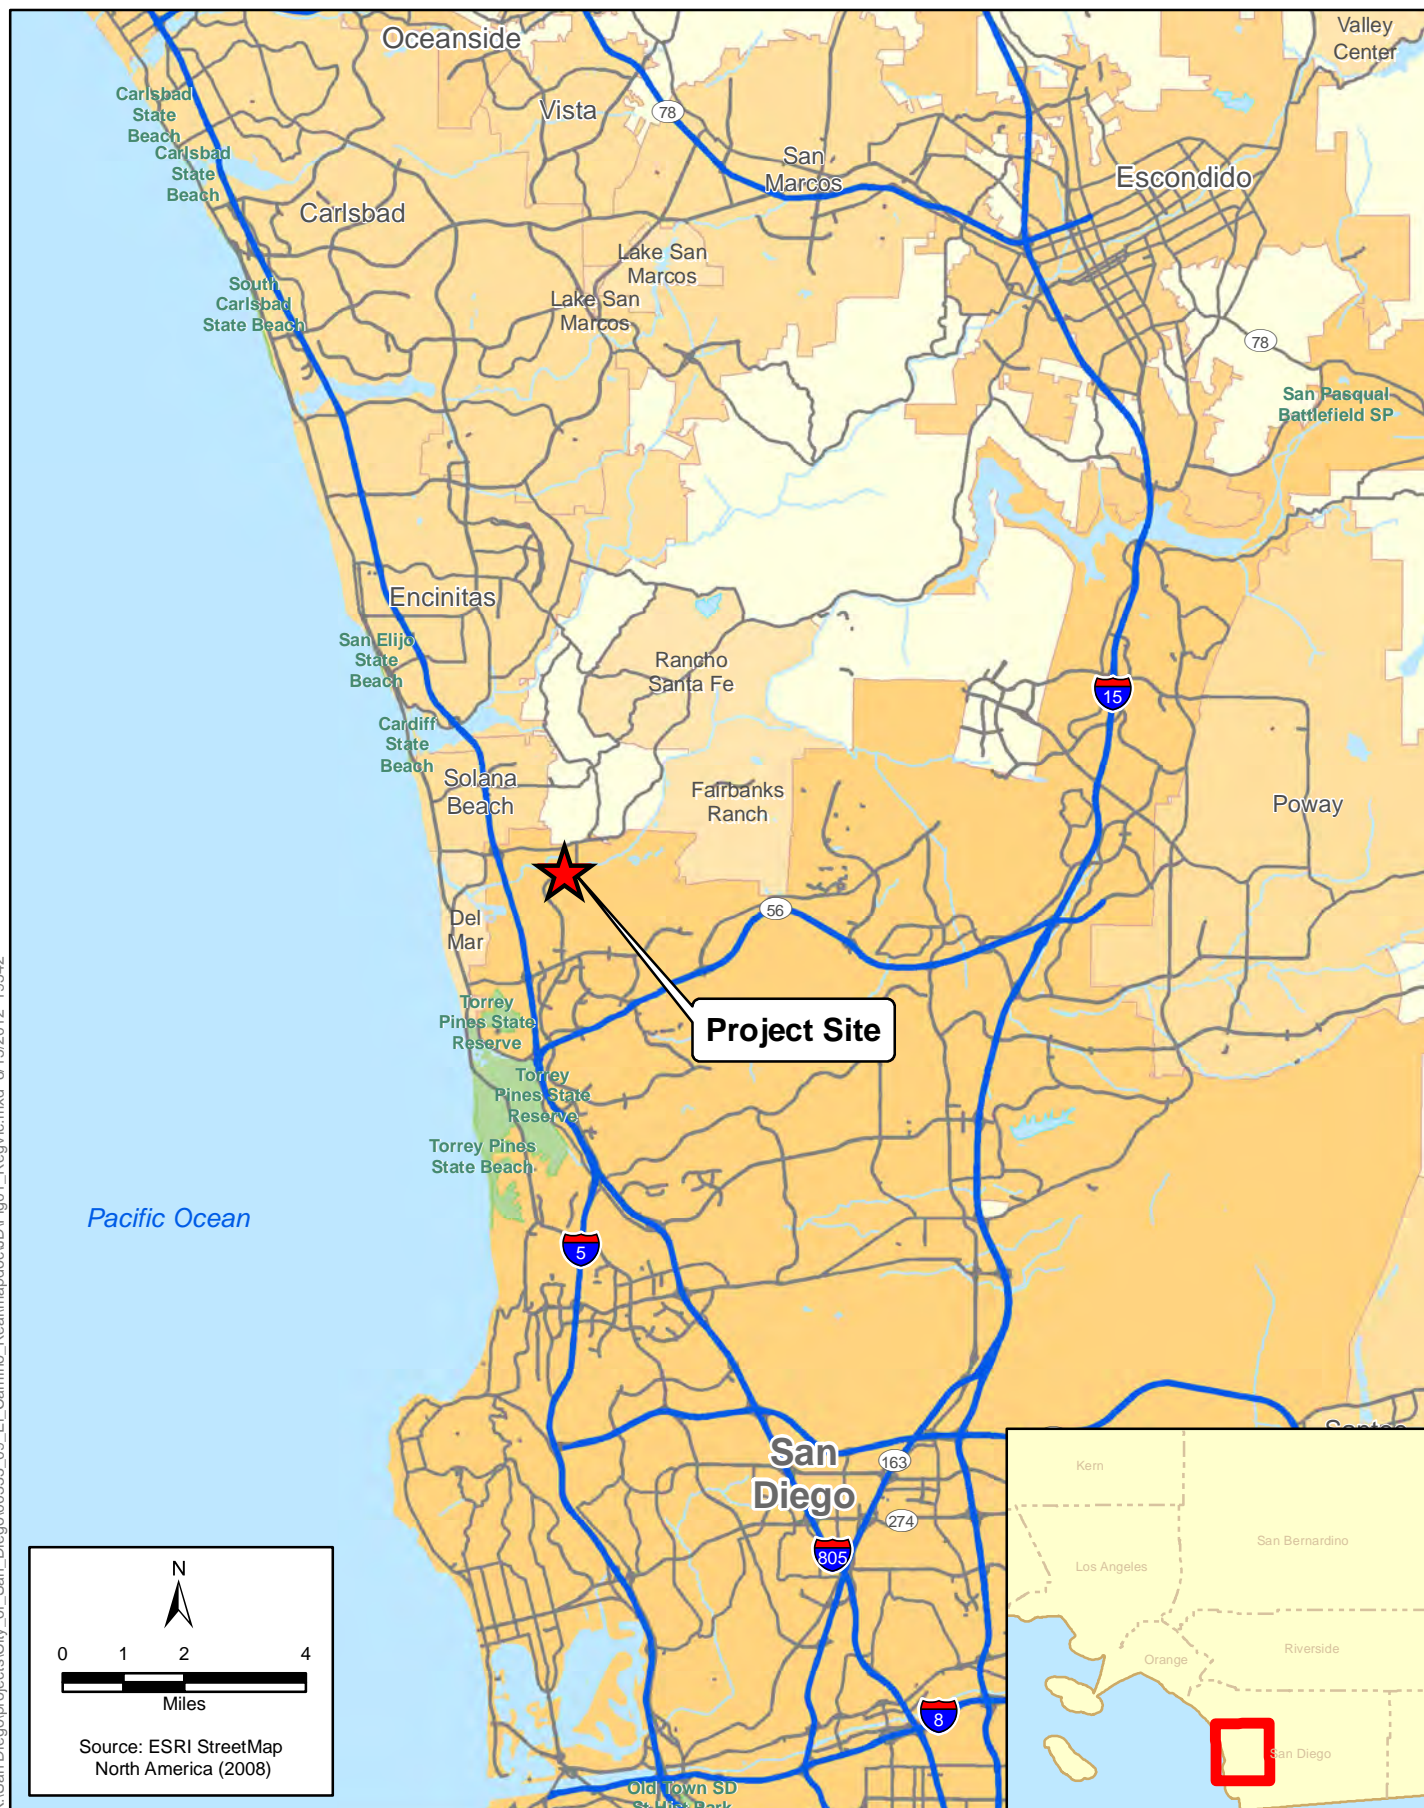 Oceanside
Valley
Center
Carlsbad
State
Beach
Vista
78
Carlsbad
State
Beach
San
Marcos
Escondido
Carlsbad
Lake San
Marcos
South
Carlsbad
State Beach
Lake San
Marcos
78
San Pasqual
Battlefield SP
Encinitas
San Elijo
State
Beach
Rancho
Santa Fe
15
Cardiff
State
Beach
Solana
Beach
Fairbanks
Ranch
Poway
Del
Mar
56
Torrey
Pines State
Reserve
Project Site
Torrey
Pines State
Reserve
Torrey Pines
State Beach
Pacific Ocean
5
San
Diego
163
274
805
8
Old Town SD
St Hist Park
N
0 1 2 4
Miles
Source: ESRI StreetMap
North America (2008)
Kern
San Bernardino
Los Angeles
Orange
Riverside
San Diego